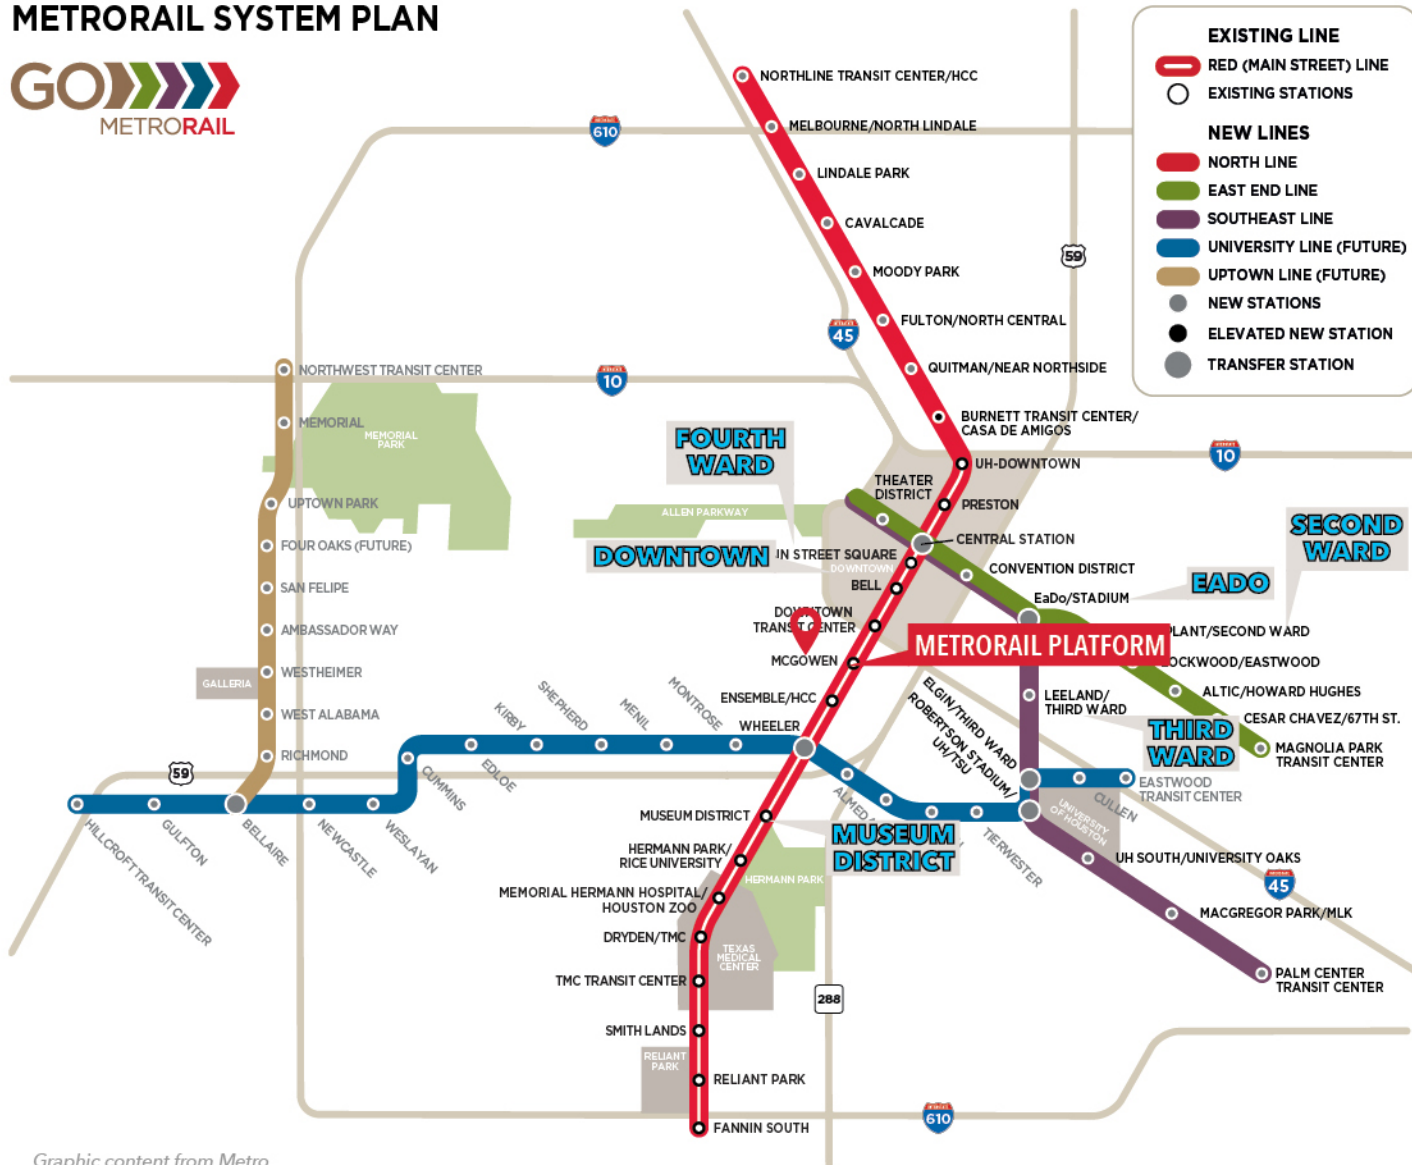 METRORAIL SYSTEM PLAN
GO
METRORAIL
EXISTING LINE
RED (MAIN STREET) LINE
EXISTING STATIONS
NEW LINES
NORTH LINE
EAST END LINE
SOUTHEAST LINE
UNIVERSITY LINE (FUTURE)
UPTOWN LINE (FUTURE)
NEW STATIONS
ELEVATED NEW STATION
TRANSFER STATION
NORTHLINE TRANSIT CENTER/HCC
MELBOURNE/NORTH LINDALE
610
LINDALE PARK
CAVALCADE
59
MOODY PARK
FULTON/NORTH CENTRAL
45
QUITMAN/NEAR NORTHSIDE
NORTHWEST TRANSIT CENTER
10
BURNETT TRANSIT CENTER/
CASA DE AMIGOS
MEMORIAL
MEMORIAL
PARK
FOURTH
WARD
10
UH-DOWNTOWN
THEATER
DISTRICT
UPTOWN PARK
PRESTON
ALLEN PARKWAY
SECOND
WARD
CENTRAL STATION
FOUR OAKS (FUTURE)
DOWNTOWN
IN STREET SQUARE
DOWNTOWN
CONVENTION DISTRICT
SAN FELIPE
BELL
EADO
EaDo/STADIUM
DOWNTOWN
TRANSIT CENTER
AMBASSADOR WAY
PLANT/SECOND WARD
METRORAIL PLATFORM
MCGOWEN
LOCKWOOD/EASTWOOD
WESTHEIMER
GALLERIA
ALTIC/HOWARD HUGHES
ENSEMBLE/HCC
LEELAND/
THIRD WARD
WEST ALABAMA
CESAR CHAVEZ/67TH ST.
WHEELER
ELGIN/THIRD WARD
ROBERTSON STADIUM/
UH/TSU
THIRD
WARD
MAGNOLIA PARK
TRANSIT CENTER
RICHMOND
KIRBY
SHEPHERD
MENIL
MONTROSE
59
CUMMINS
EDLOE
EASTWOOD
TRANSIT CENTER
CULLEN
UNIVERSITY
OF HOUSTON
HILLCROFT TRANSIT CENTER
GULFTON
BELLAIRE
NEWCASTLE
WESLAYAN
ALMEDA
TIERWESTER
MUSEUM DISTRICT
MUSEUM
DISTRICT
HERMANN PARK/
RICE UNIVERSITY
HERMANN PARK
UH SOUTH/UNIVERSITY OAKS
45
MEMORIAL HERMANN HOSPITAL/
HOUSTON ZOO
MACGREGOR PARK/MLK
DRYDEN/TMC
TEXAS
MEDICAL
CENTER
TMC TRANSIT CENTER
PALM CENTER
TRANSIT CENTER
288
SMITH LANDS
RELIANT
PARK
RELIANT PARK
610
FANNIN SOUTH
Graphic content from Metro